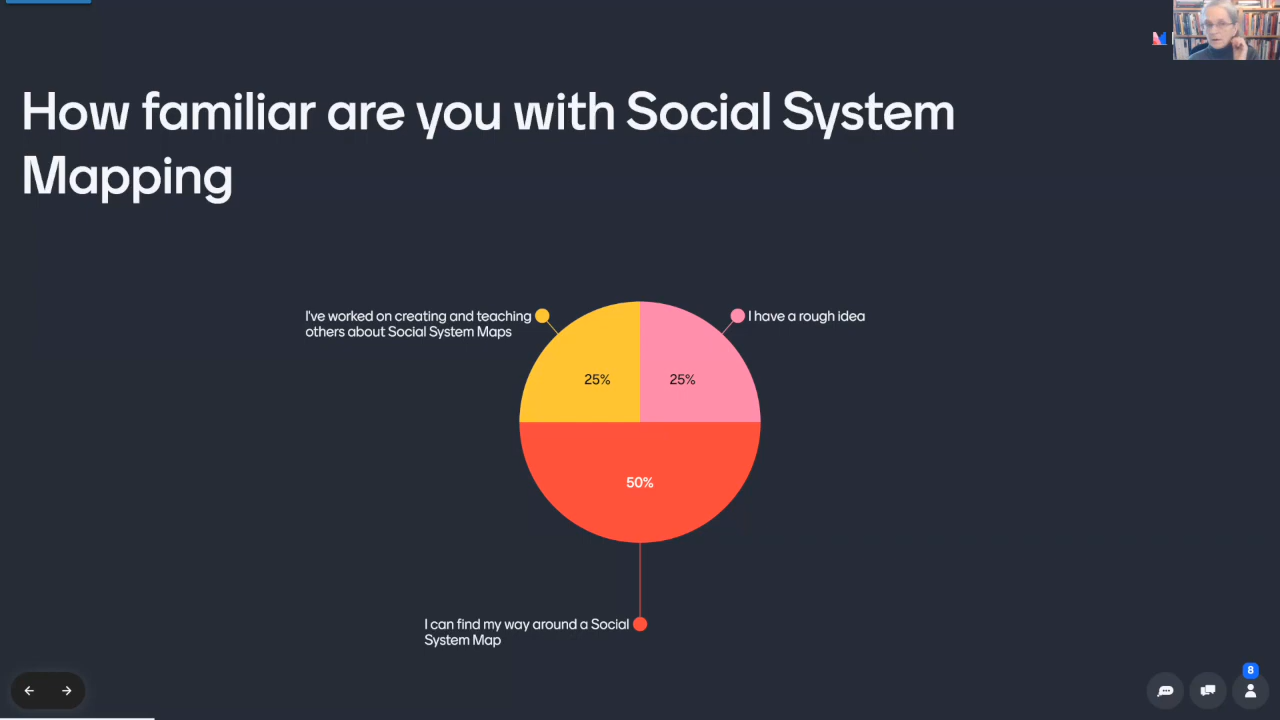 How familiar are you with Social System
Mapping
I've worked on creating and teaching
others about Social System Maps
I have a rough idea
25%
25%
50%
I can find my way around a Social
System Map
8